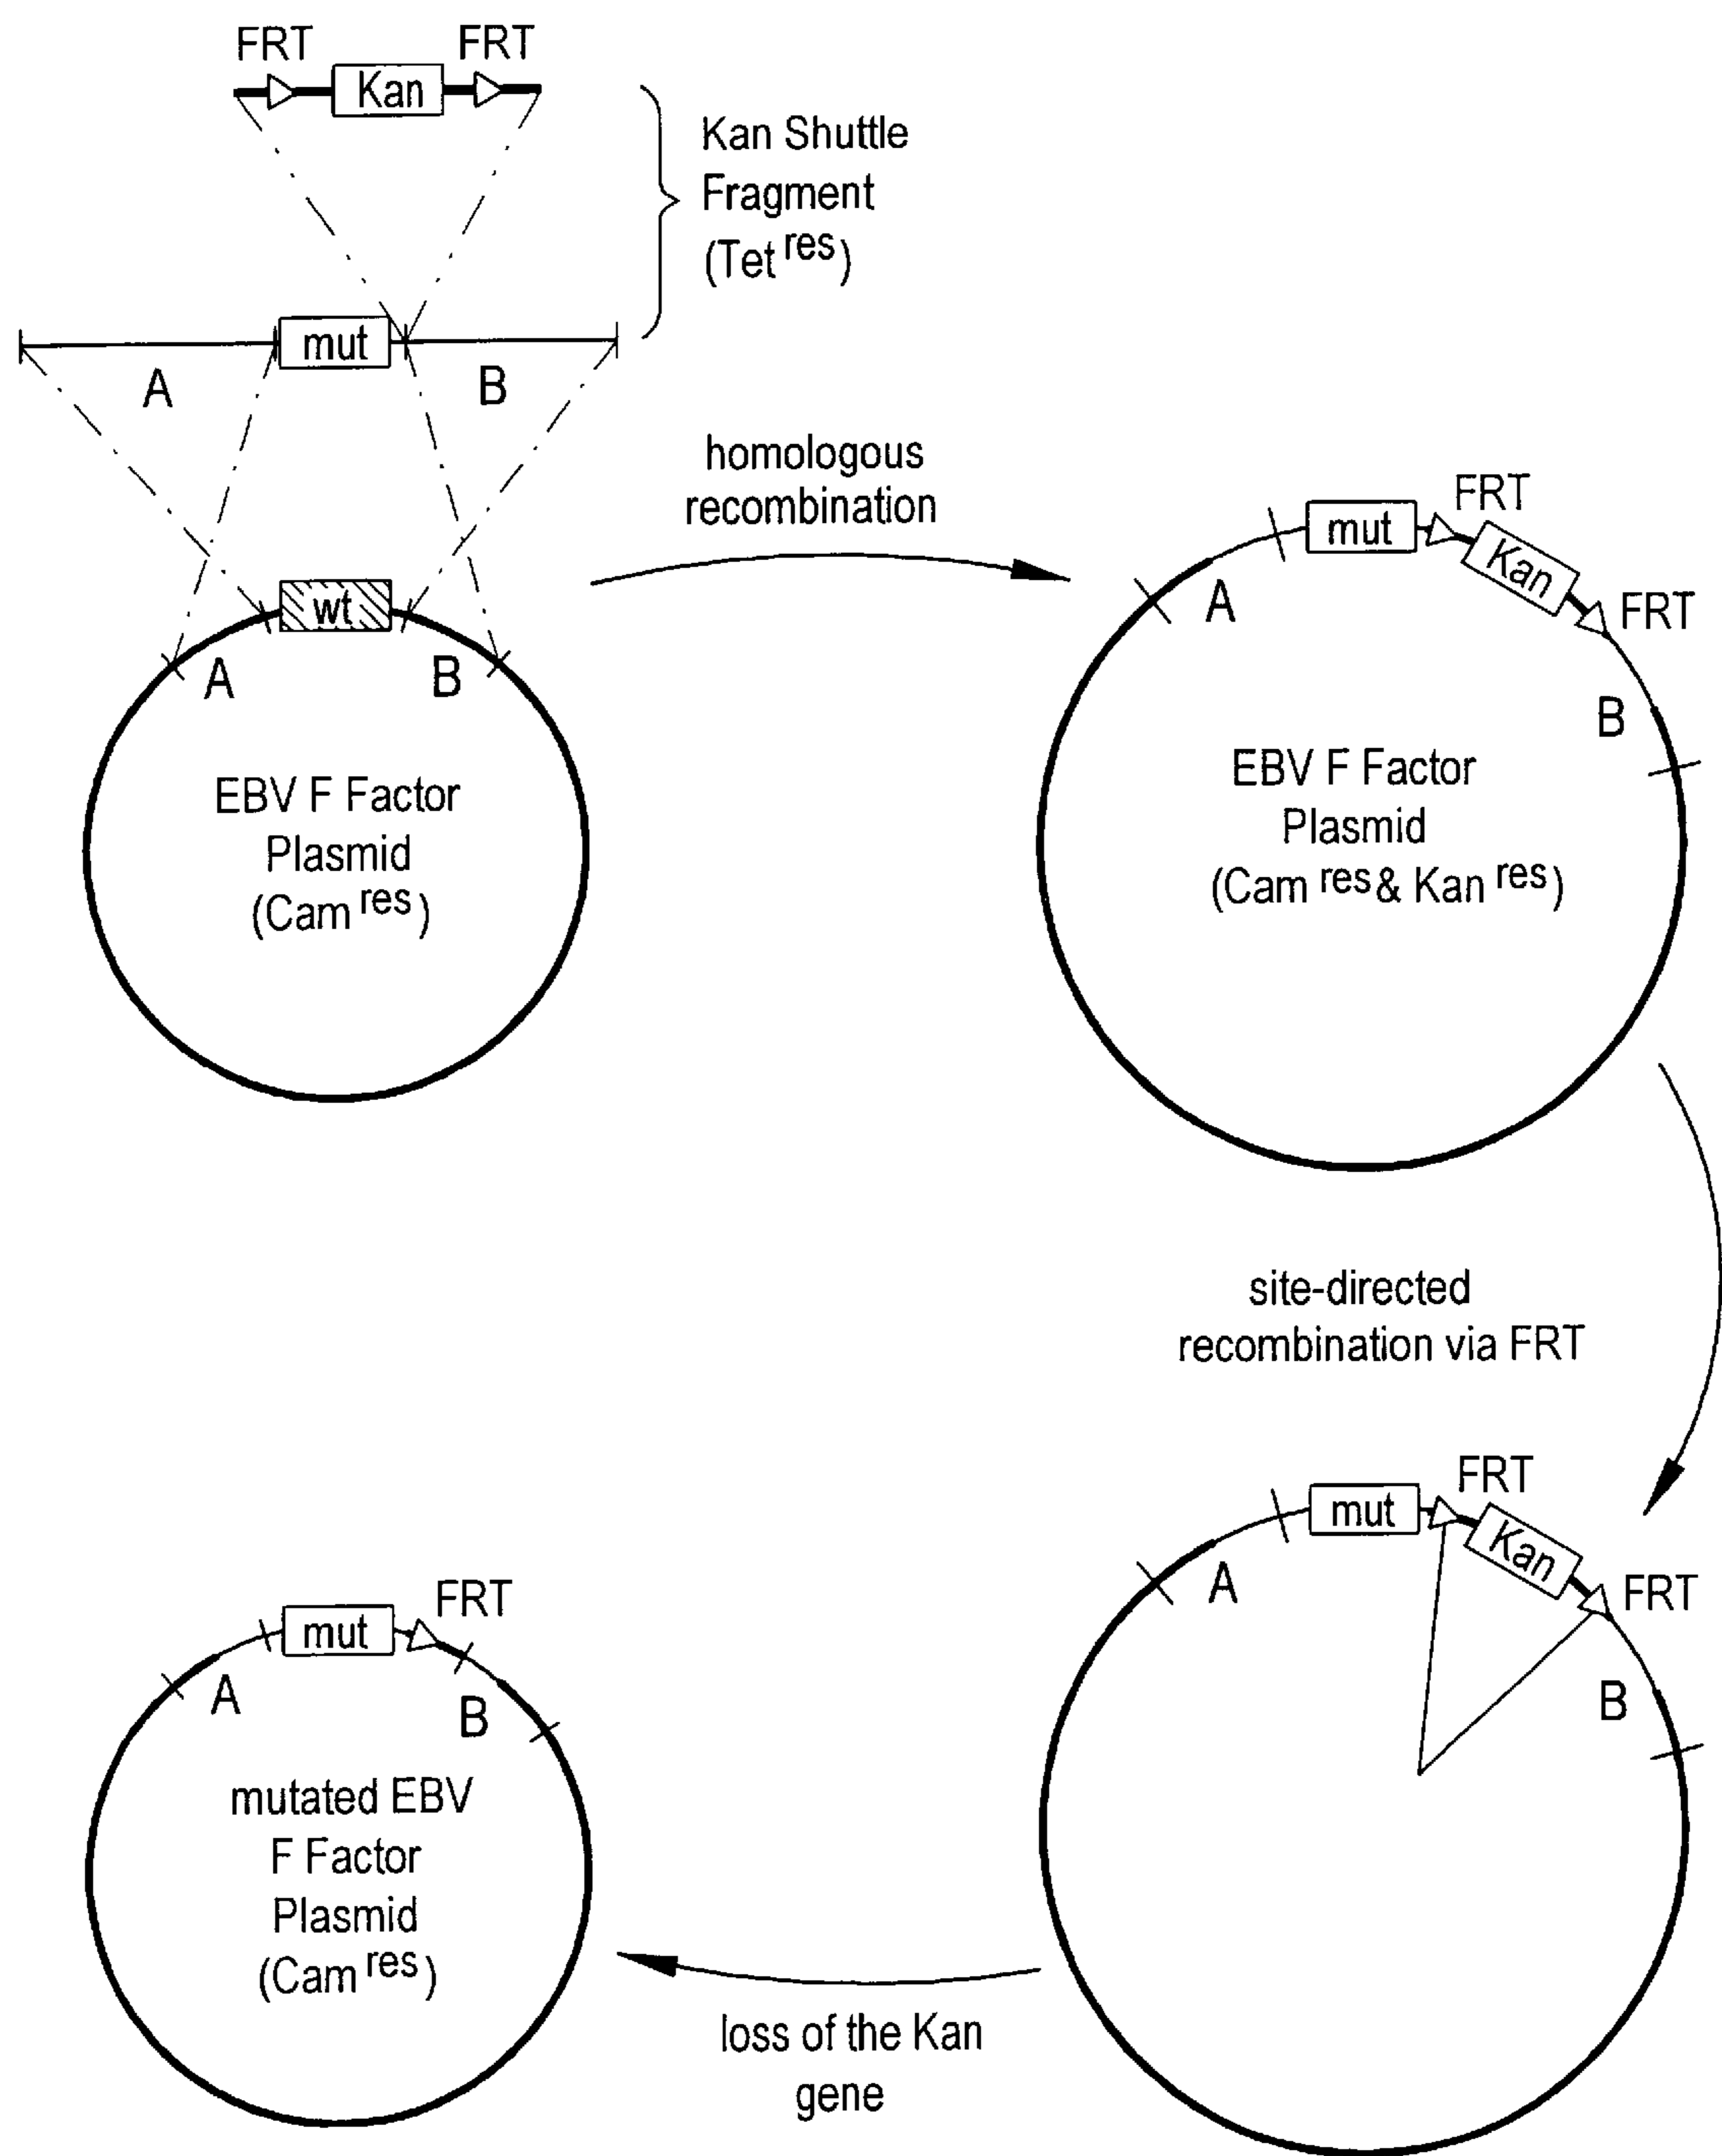 FRT FRT
Kan
Kan Shuttle
Fragment
(Tet res)
mut
A B
homologous
recombination
wt
A B
EBV F Factor
Plasmid
(Cam res)
FRT
mut
Kan
FRT
A
B
EBV F Factor
Plasmid
(Cam res & Kan res)
site-directed
recombination via FRT
FRT
mut
Kan
FRT
A
B
FRT
mut
A
B
mutated EBV
F Factor
Plasmid
(Cam res)
loss of the Kan
gene